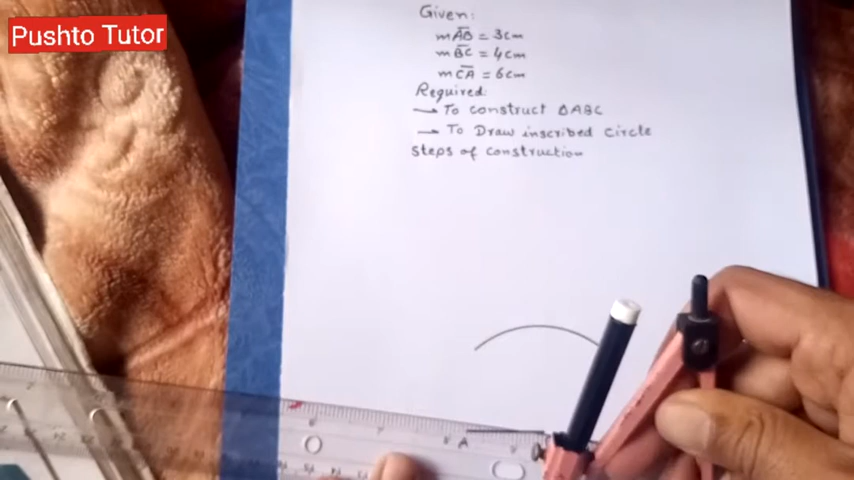 Pushto Tutor
Given:
mAB = 3cm
mBC = 4cm
mCA = 6cm
Required:
→ To construct ΔABC
→ To Draw inscribed circle
steps of construction
A